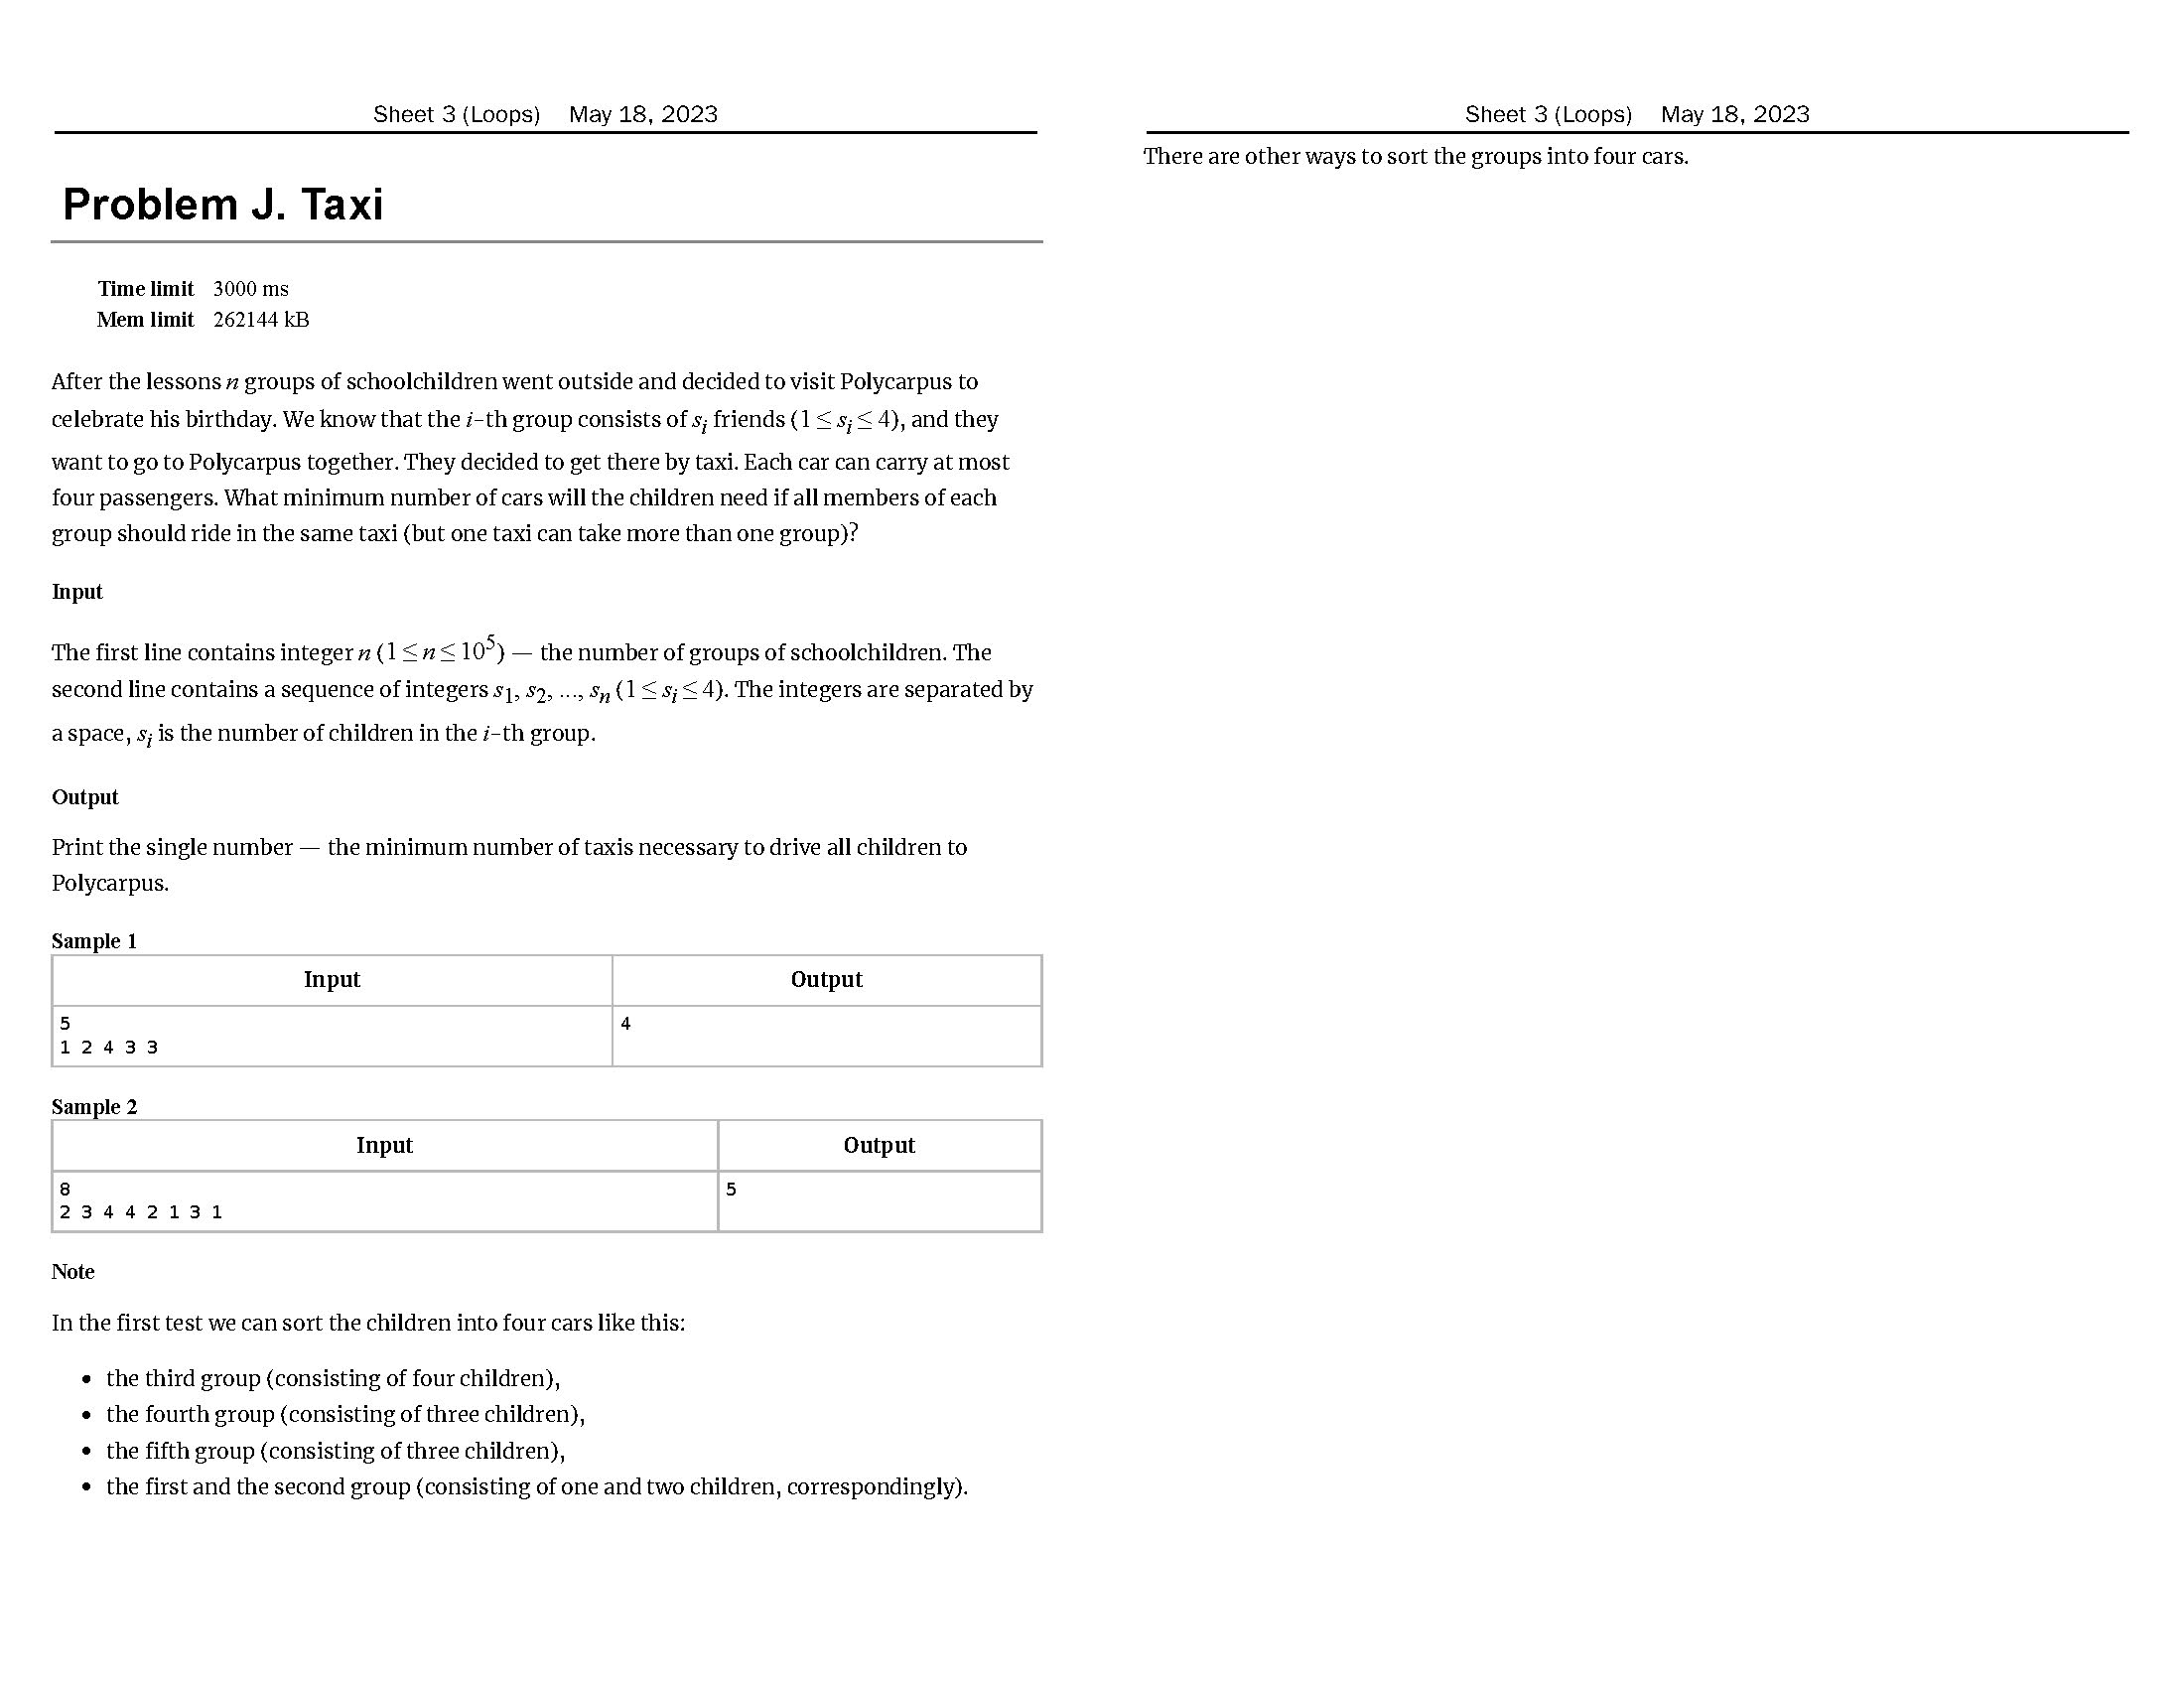 Sheet 3 (Loops) May 18, 2023
Problem J. Taxi
Time limit 3000 ms
Mem limit 262144 kB
After the lessons n groups of schoolchildren went outside and decided to visit Polycarpus to
celebrate his birthday. We know that the i-th group consists of s_i friends (1 ≤ s_i ≤ 4), and they
want to go to Polycarpus together. They decided to get there by taxi. Each car can carry at most
four passengers. What minimum number of cars will the children need if all members of each
group should ride in the same taxi (but one taxi can take more than one group)?
Input
The first line contains integer n (1 ≤ n ≤ 10^5) — the number of groups of schoolchildren. The
second line contains a sequence of integers s_1, s_2, ..., s_n (1 ≤ s_i ≤ 4). The integers are separated by
a space, s_i is the number of children in the i-th group.
Output
Print the single number — the minimum number of taxis necessary to drive all children to
Polycarpus.
Sample 1
Input Output
5 4
1 2 4 3 3
Sample 2
Input Output
8 5
2 3 4 4 2 1 3 1
Note
In the first test we can sort the children into four cars like this:
• the third group (consisting of four children),
• the fourth group (consisting of three children),
• the fifth group (consisting of three children),
• the first and the second group (consisting of one and two children, correspondingly).
Sheet 3 (Loops) May 18, 2023
There are other ways to sort the groups into four cars.